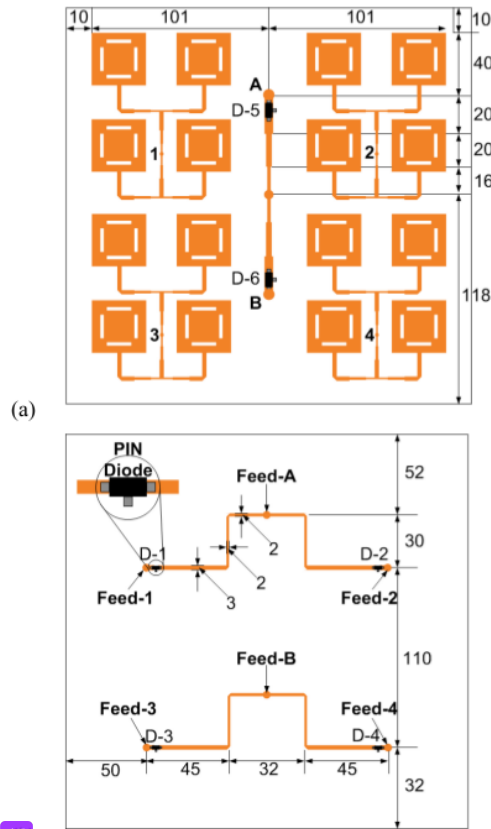 10
101
101
10
40
A
D-5
20
1
2
20
16
D-6
B
118
3
4
(a)
PIN
Diode
Feed-A
52
2
30
D-1
2
D-2
Feed-1
3
Feed-2
Feed-B
110
Feed-3
Feed-4
D-3
D-4
50
45
32
45
32